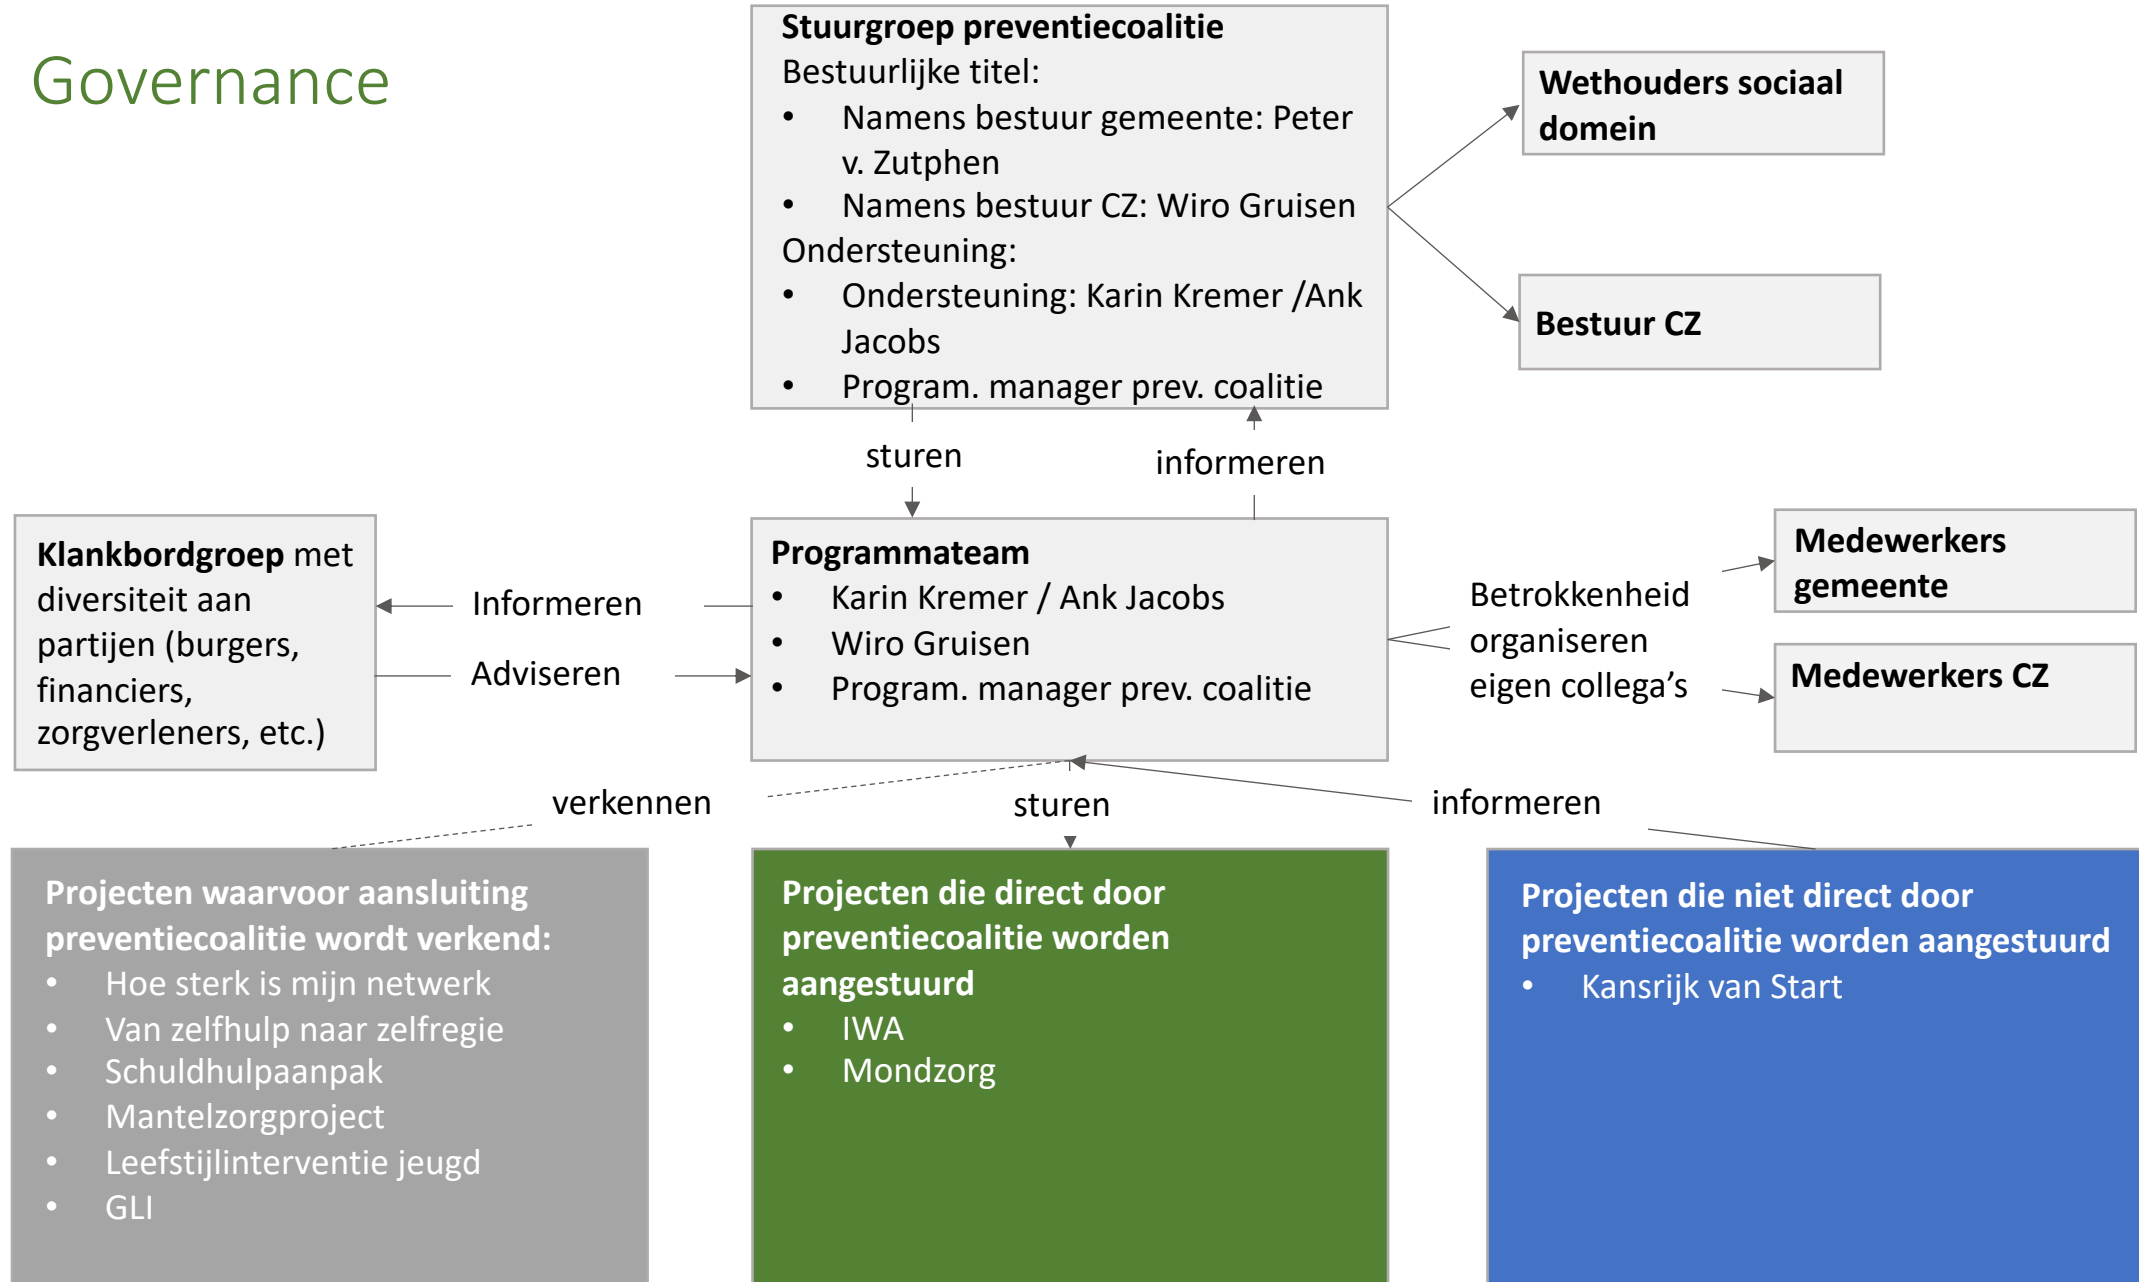 Governance
Stuurgroep preventiecoalitie
Bestuurlijke titel:
• Namens bestuur gemeente: Peter
v. Zutphen
• Namens bestuur CZ: Wiro Gruisen
Ondersteuning:
• Ondersteuning: Karin Kremer /Ank
Jacobs
• Program. manager prev. coalitie
Wethouders sociaal
domein
Bestuur CZ
sturen
informeren
Klankbordgroep met
diversiteit aan
partijen (burgers,
financiers,
zorgverleners, etc.)
Informeren
Adviseren
Programmateam
• Karin Kremer / Ank Jacobs
• Wiro Gruisen
• Program. manager prev. coalitie
Betrokkenheid
organiseren
eigen collega’s
Medewerkers
gemeente
Medewerkers CZ
verkennen
sturen
informeren
Projecten waarvoor aansluiting
preventiecoalitie wordt verkend:
• Hoe sterk is mijn netwerk
• Van zelfhulp naar zelfregie
• Schuldhulpaanpak
• Mantelzorgproject
• Leefstijlinterventie jeugd
• GLI
Projecten die direct door
preventiecoalitie worden
aangestuurd
• IWA
• Mondzorg
Projecten die niet direct door
preventiecoalitie worden aangestuurd
• Kansrijk van Start